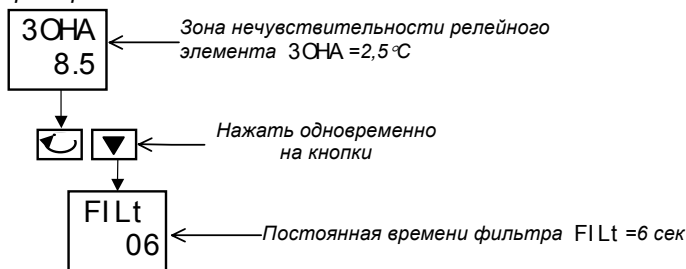 ЗОНА
8.5
Зона нечувствительности релейного
элемента ЗОНА =2,5°C
Нажать одновременно
на кнопки
FILt
06
Постоянная времени фильтра FILt =6 сек